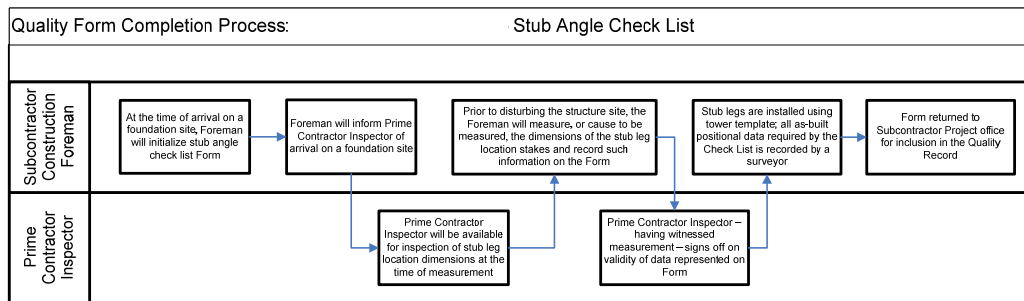 Quality Form Completion Process: Stub Angle Check List
Subcontractor
Construction
Foreman
At the time of arrival on a
foundation site, Foreman
will initialize stub angle
check list Form
Foreman will inform Prime
Contractor Inspector of
arrival on a foundation site
Prior to disturbing the structure site, the
Foreman will measure, or cause to be
measured, the dimensions of the stub leg
location stakes and record such
information on the Form
Stub legs are installed using
tower template; all as-built
positional data required by the
Check List is recorded by a
surveyor
Form returned to
Subcontractor Project office
for inclusion in the Quality
Record
Prime
Contractor
Inspector
Prime Contractor
Inspector will be available
for inspection of stub leg
location dimensions at the
time of measurement
Prime Contractor Inspector –
having witnessed
measurement – signs off on
validity of data represented on
Form